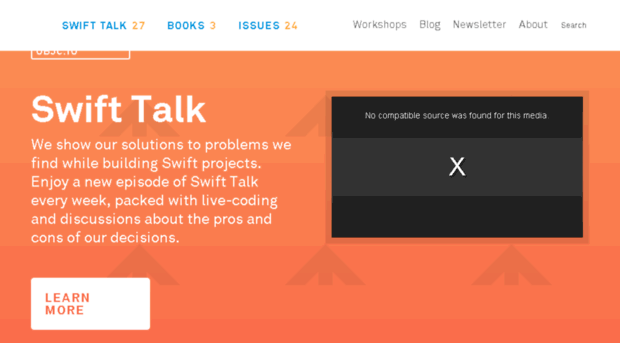 SWIFT TALK 27 BOOKS 3 ISSUES 24 Workshops Blog Newsletter About Search
OBJC.IO
Swift Talk
We show our solutions to problems we
find while building Swift projects.
Enjoy a new episode of Swift Talk
every week, packed with live-coding
and discussions about the pros and
cons of our decisions.
No compatible source was found for this media.
X
LEARN
MORE